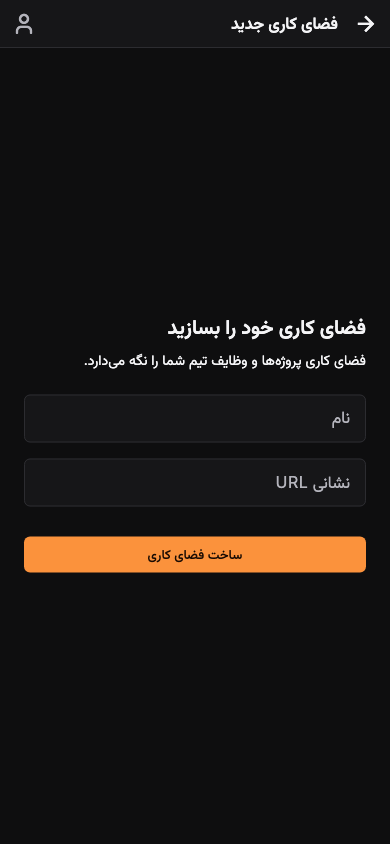 فضای کاری جدید
فضای کاری خود را بسازید
فضای کاری پروژه‌ها و وظایف تیم شما را نگه می‌دارد.
نام
نشانی URL
ساخت فضای کاری